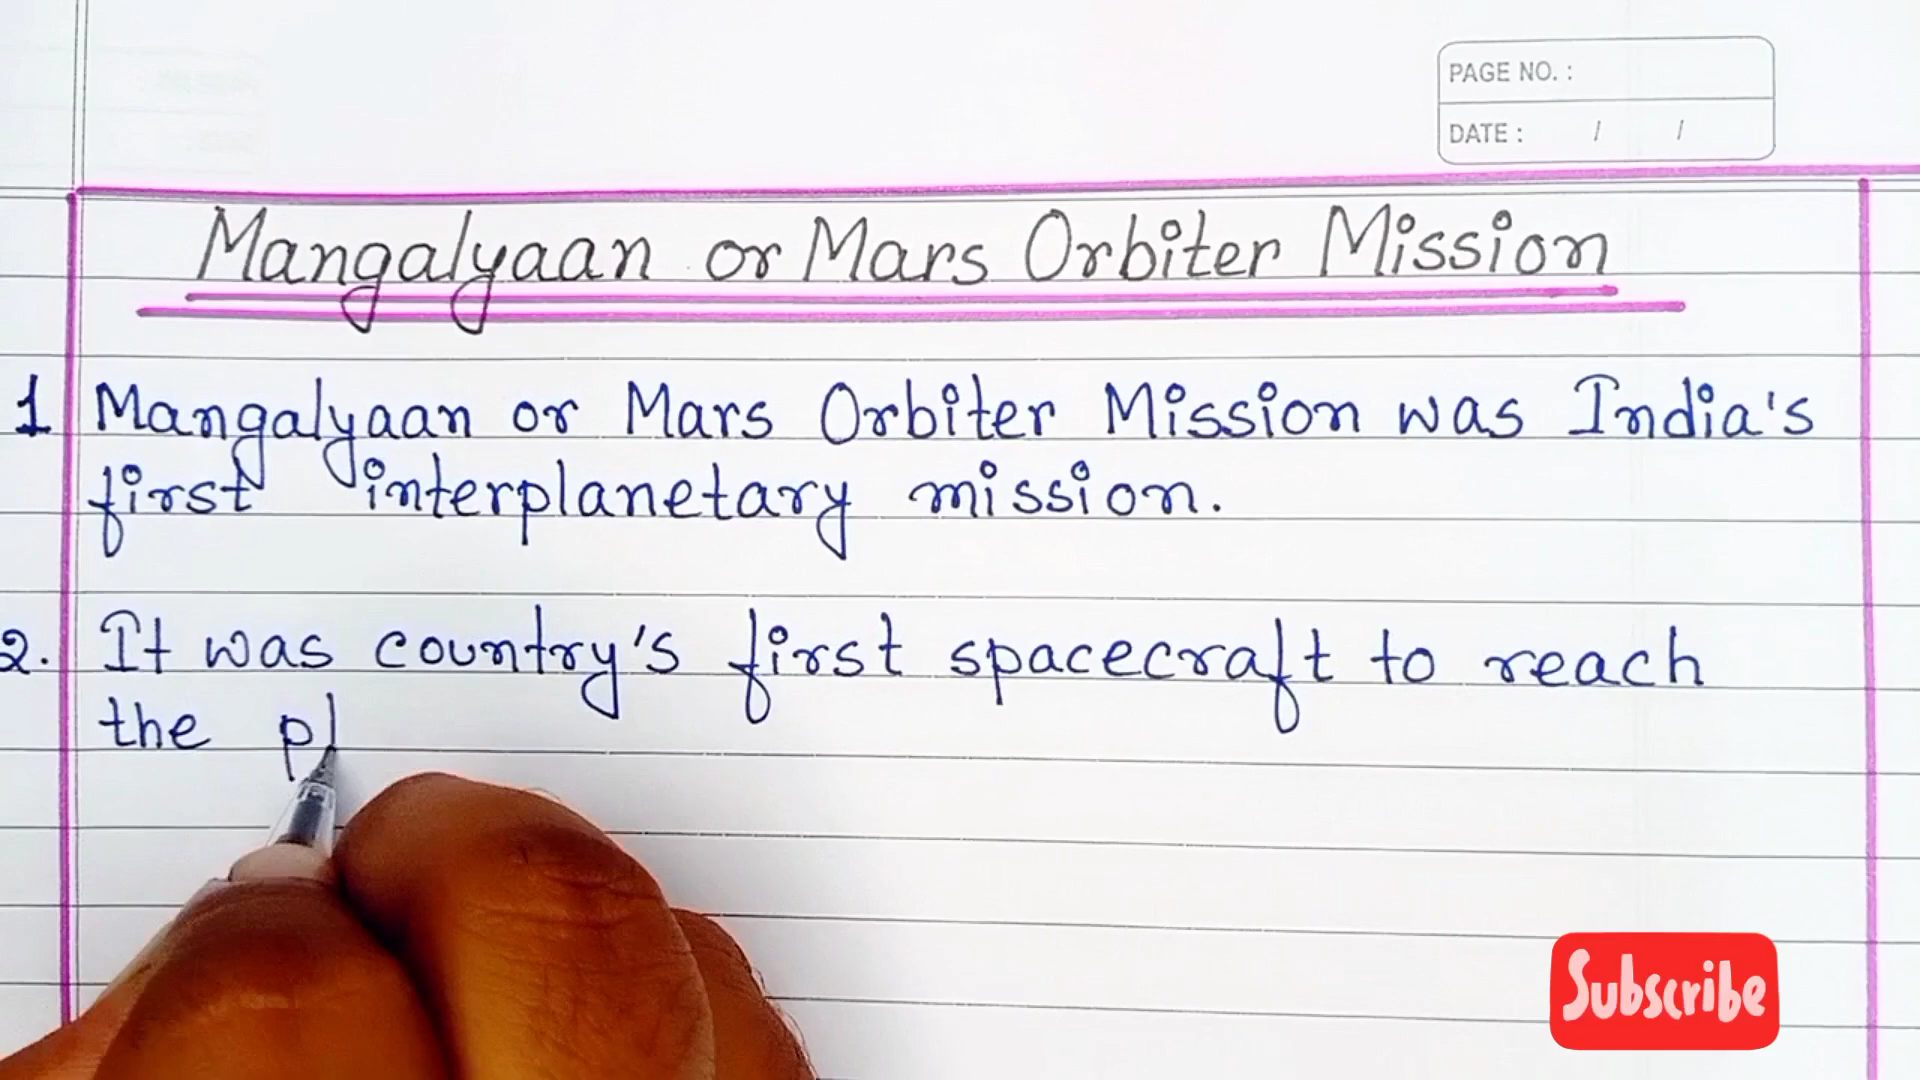 PAGE NO. :
DATE : / /
Mangalyaan or Mars Orbiter Mission
1 Mangalyaan or Mars Orbiter Mission was India's
first interplanetary mission.
2. It was country's first spacecraft to reach
the pl
Subscribe